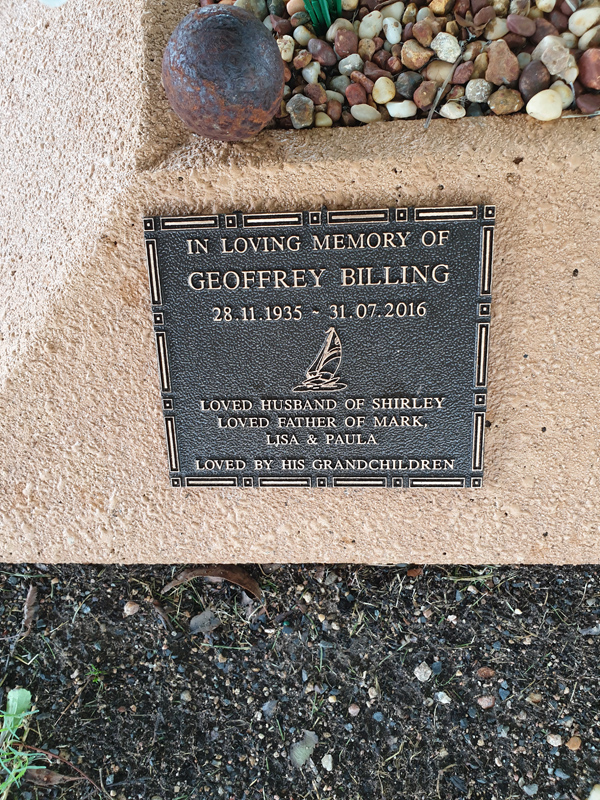 IN LOVING MEMORY OF
GEOFFREY BILLING
28.11.1935 ~ 31.07.2016
LOVED HUSBAND OF SHIRLEY
LOVED FATHER OF MARK,
LISA & PAULA
LOVED BY HIS GRANDCHILDREN